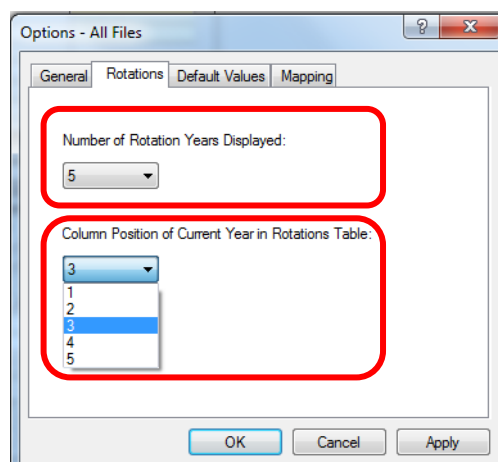 Options - All Files
General Rotations Default Values Mapping
Number of Rotation Years Displayed:
5
Column Position of Current Year in Rotations Table:
3
1
2
3
4
5
OK Cancel Apply